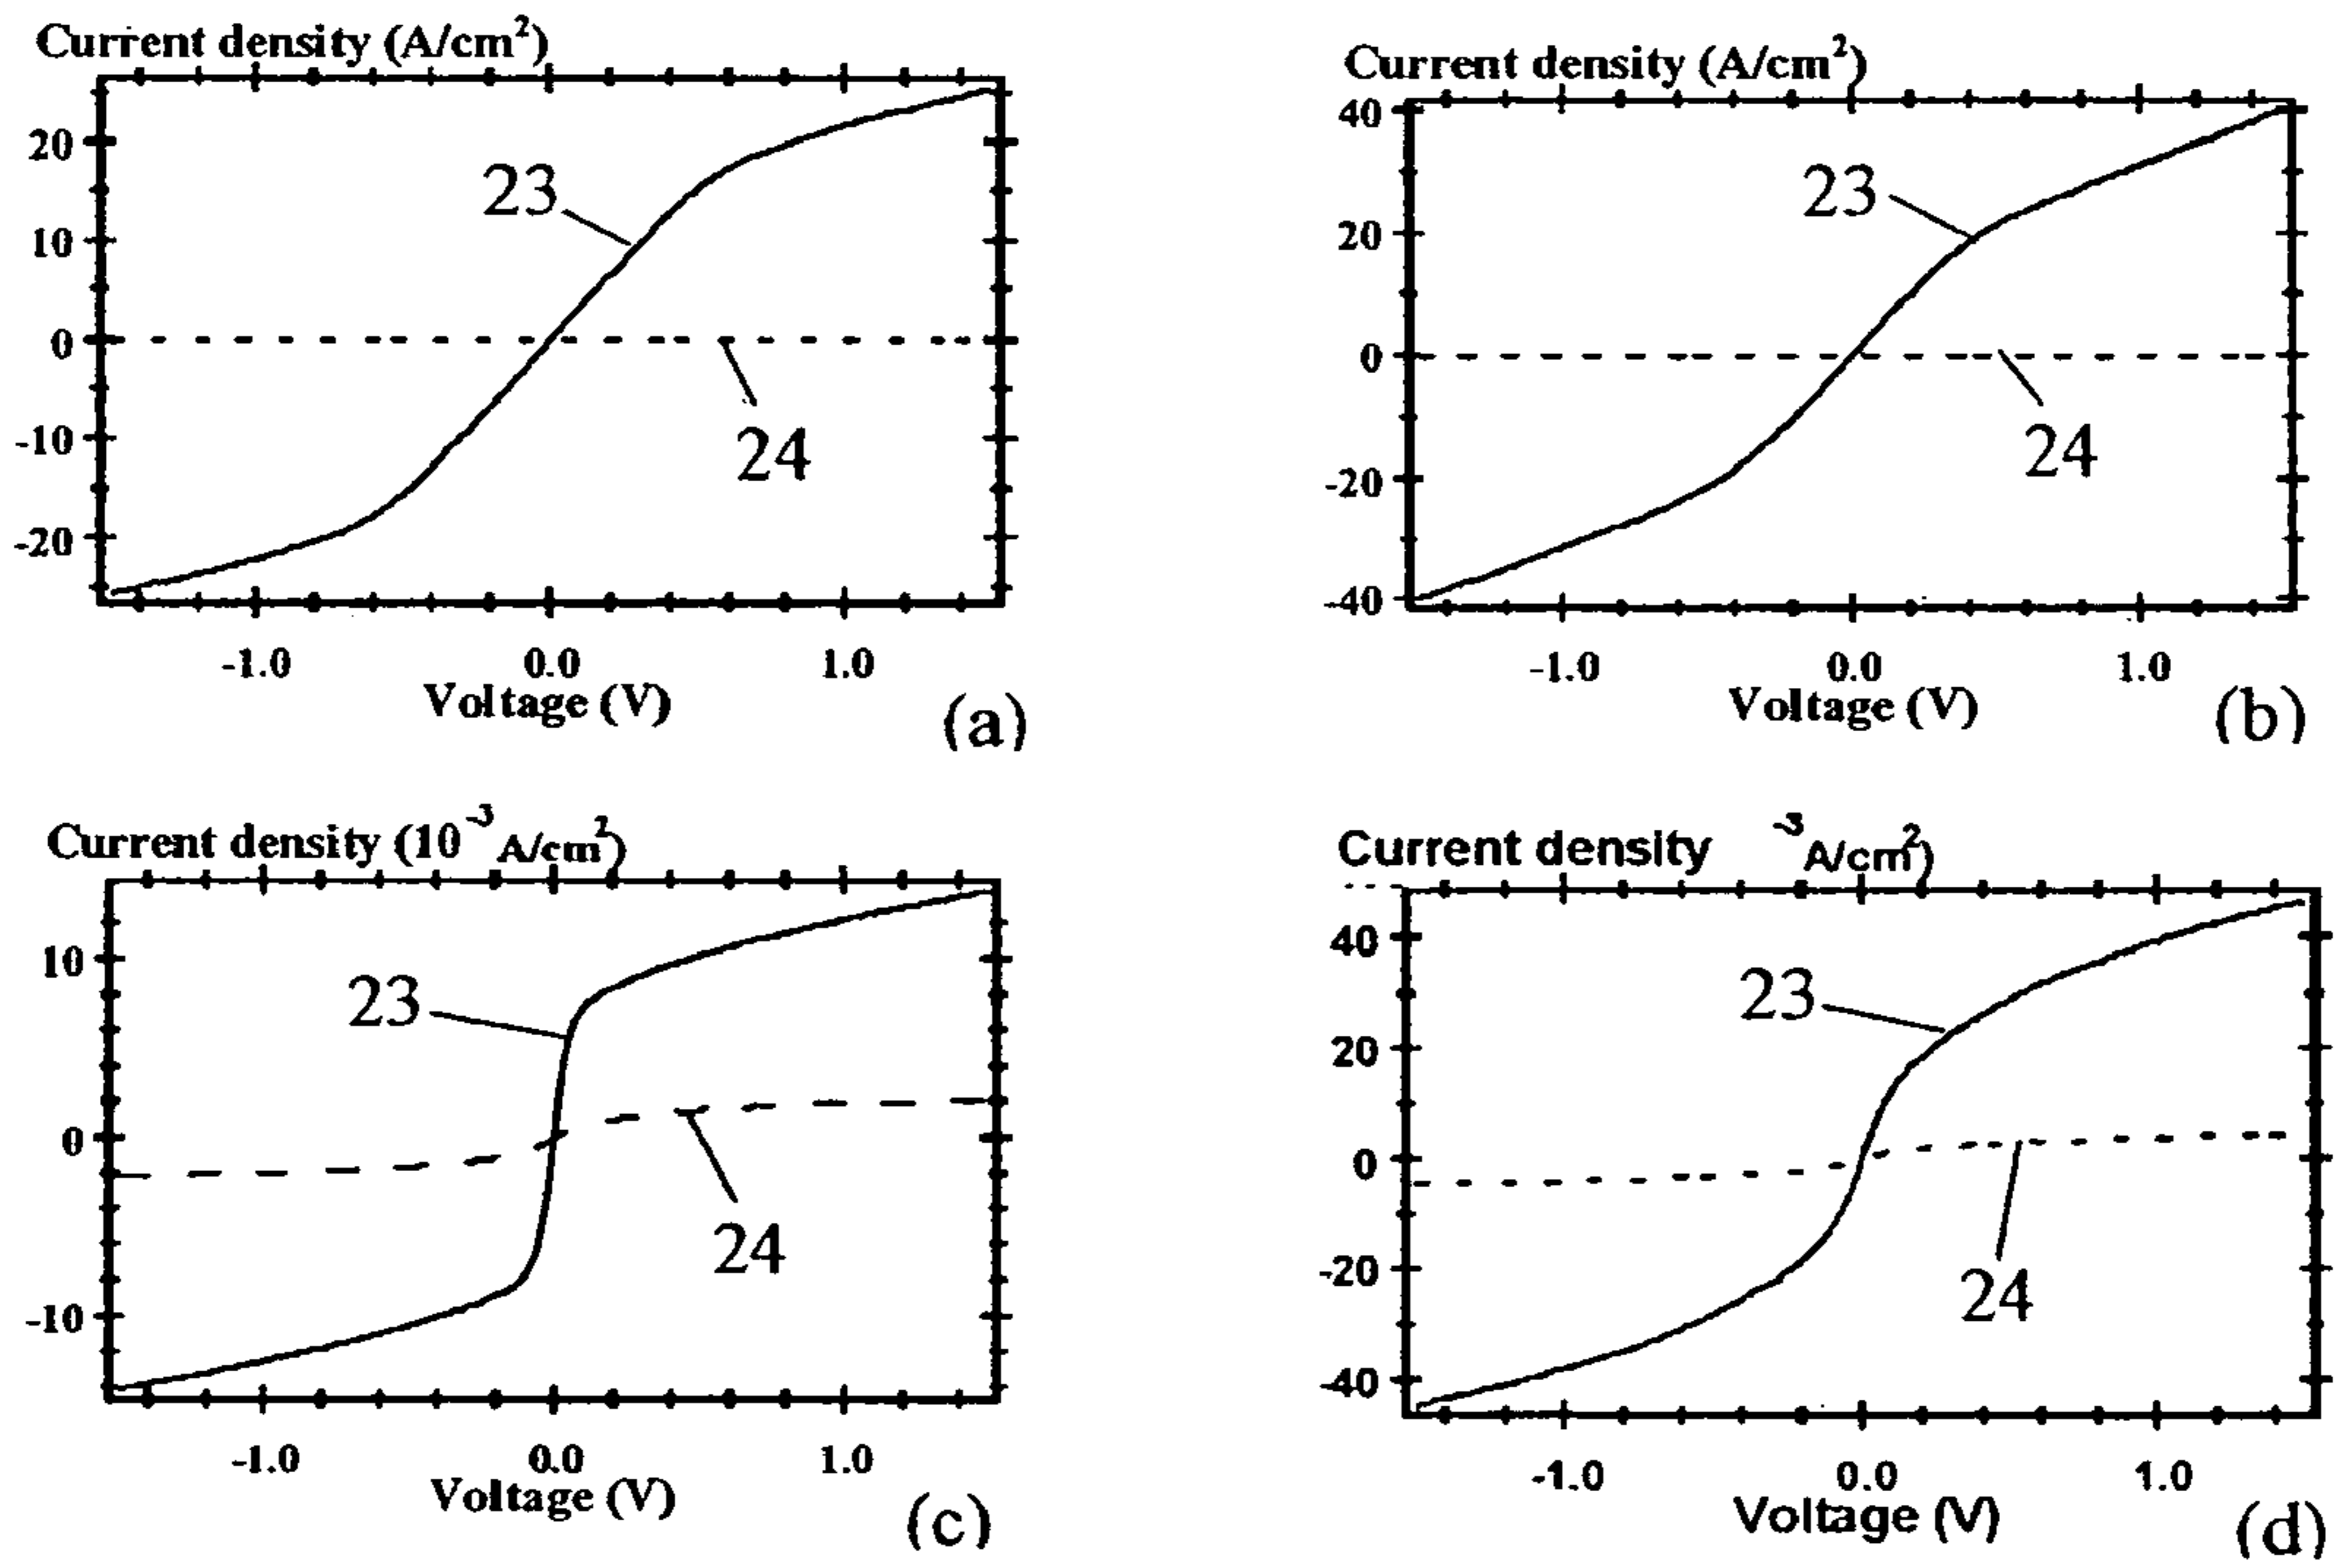 Current density (A/cm²)
20
10
0
-10
-20
23
24
-1.0 0.0 1.0
Voltage (V)
(a)
Current density (A/cm²)
40
20
0
-20
-40
23
24
-1.0 0.0 1.0
Voltage (V)
(b)
Current density (10⁻³ A/cm²)
10
0
-10
23
24
-1.0 0.0 1.0
Voltage (V)
(c)
Current density ⁻³ A/cm²)
40
20
0
-20
-40
23
24
-1.0 0.0 1.0
Voltage (V)
(d)